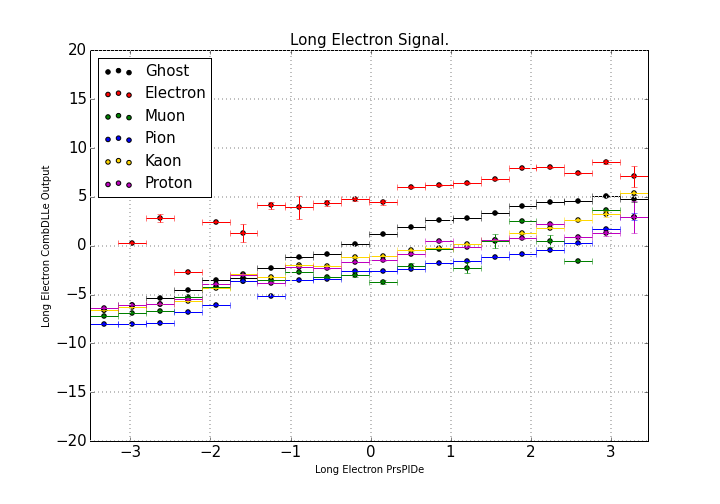 Long Electron Signal.
20
15
10
5
0
−5
−10
−15
−20
Long Electron CombDLLe Output
Ghost
Electron
Muon
Pion
Kaon
Proton
−3
−2
−1
0
1
2
3
Long Electron PrsPIDe